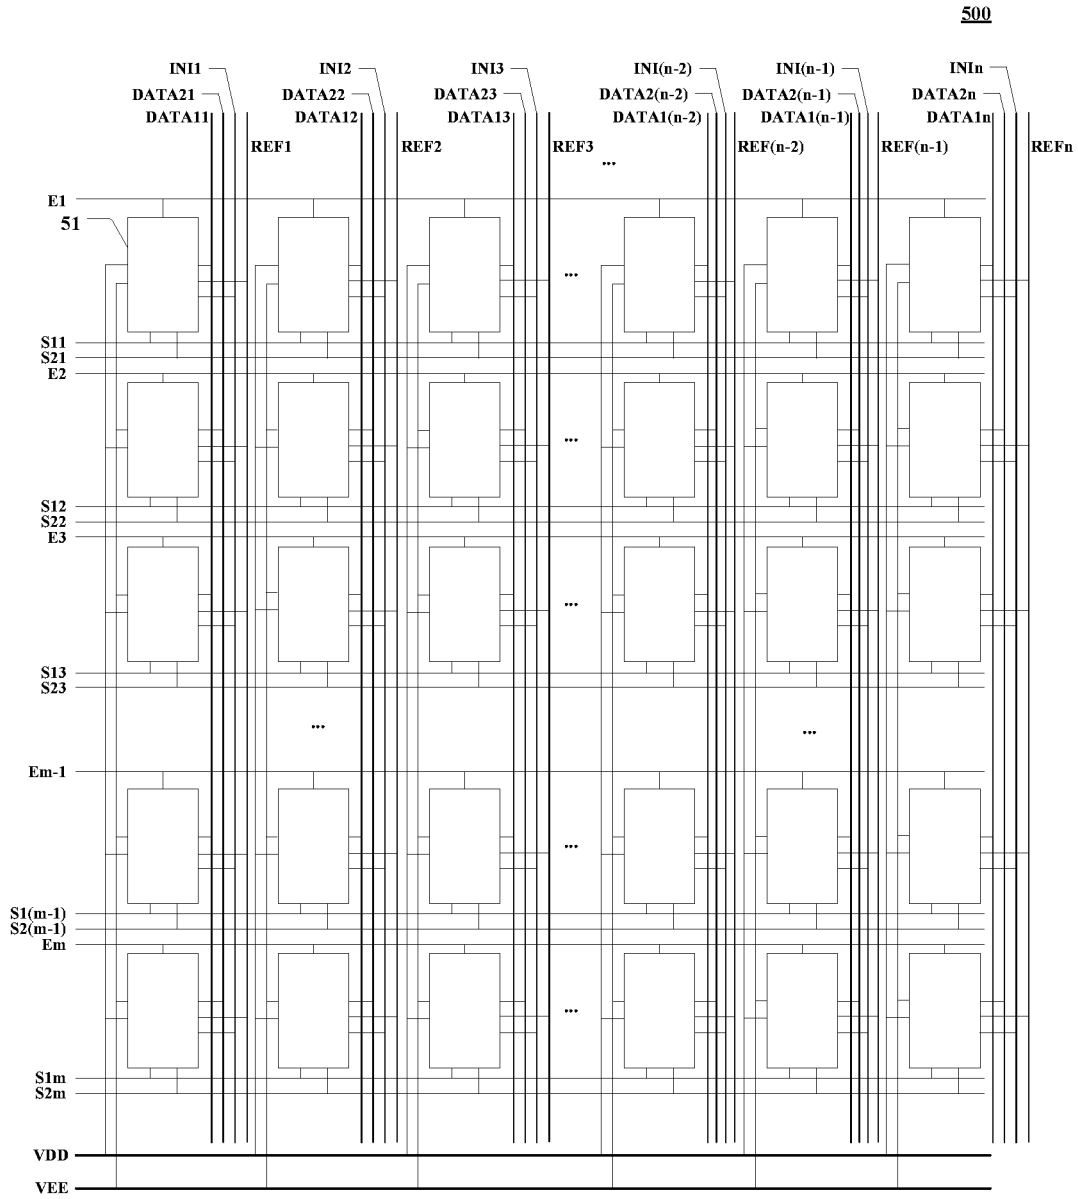 500
INI1 INI2 INI3 INI(n-2) INI(n-1) INIn
DATA21 DATA22 DATA23 DATA2(n-2) DATA2(n-1) DATA2n
DATA11 DATA12 DATA13 DATA1(n-2) DATA1(n-1) DATA1n
REF1 REF2 REF3 REF(n-2) REF(n-1) REFn
...
E1
51
...
S11
S21
E2
...
S12
S22
E3
...
S13
S23
... ...
Em-1
...
S1(m-1)
S2(m-1)
Em
...
S1m
S2m
VDD
VEE